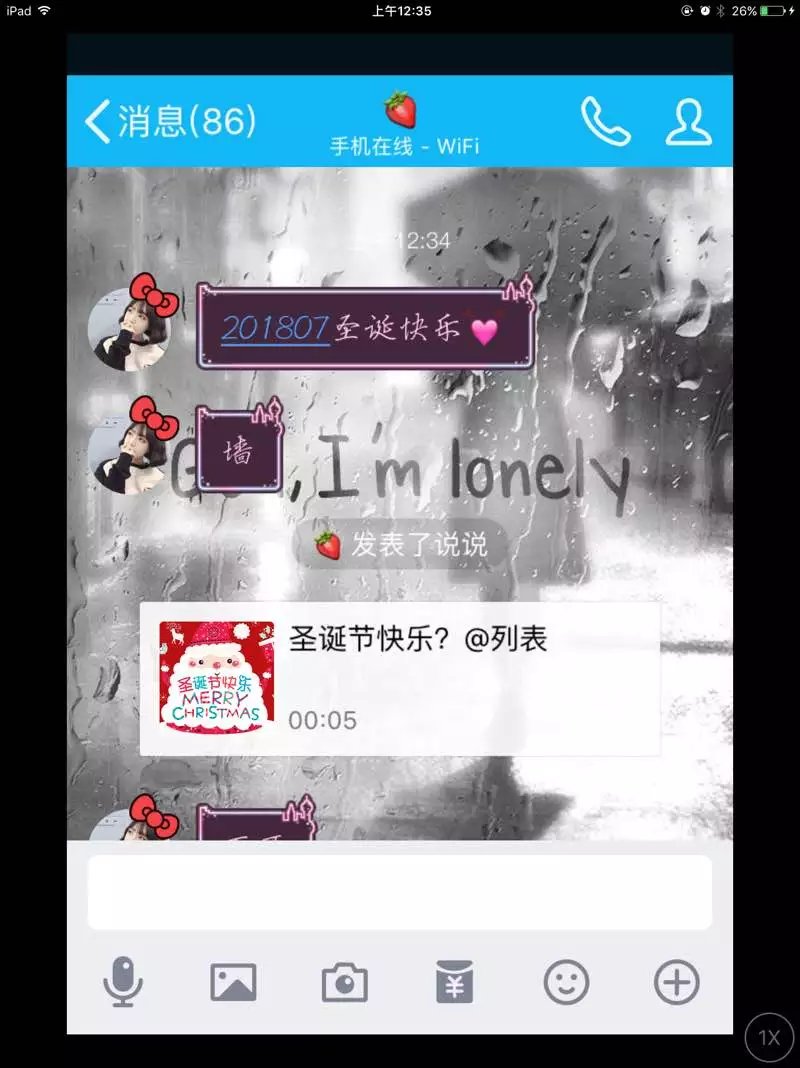 iPad
上午12:35
26%
消息(86)
手机在线 - WiFi
12:34
201807圣诞快乐
墙
I'm lonely
发表了说说
圣诞节快乐？@列表
圣诞节快乐
MERRY
CHRISTMAS
00:05
1X